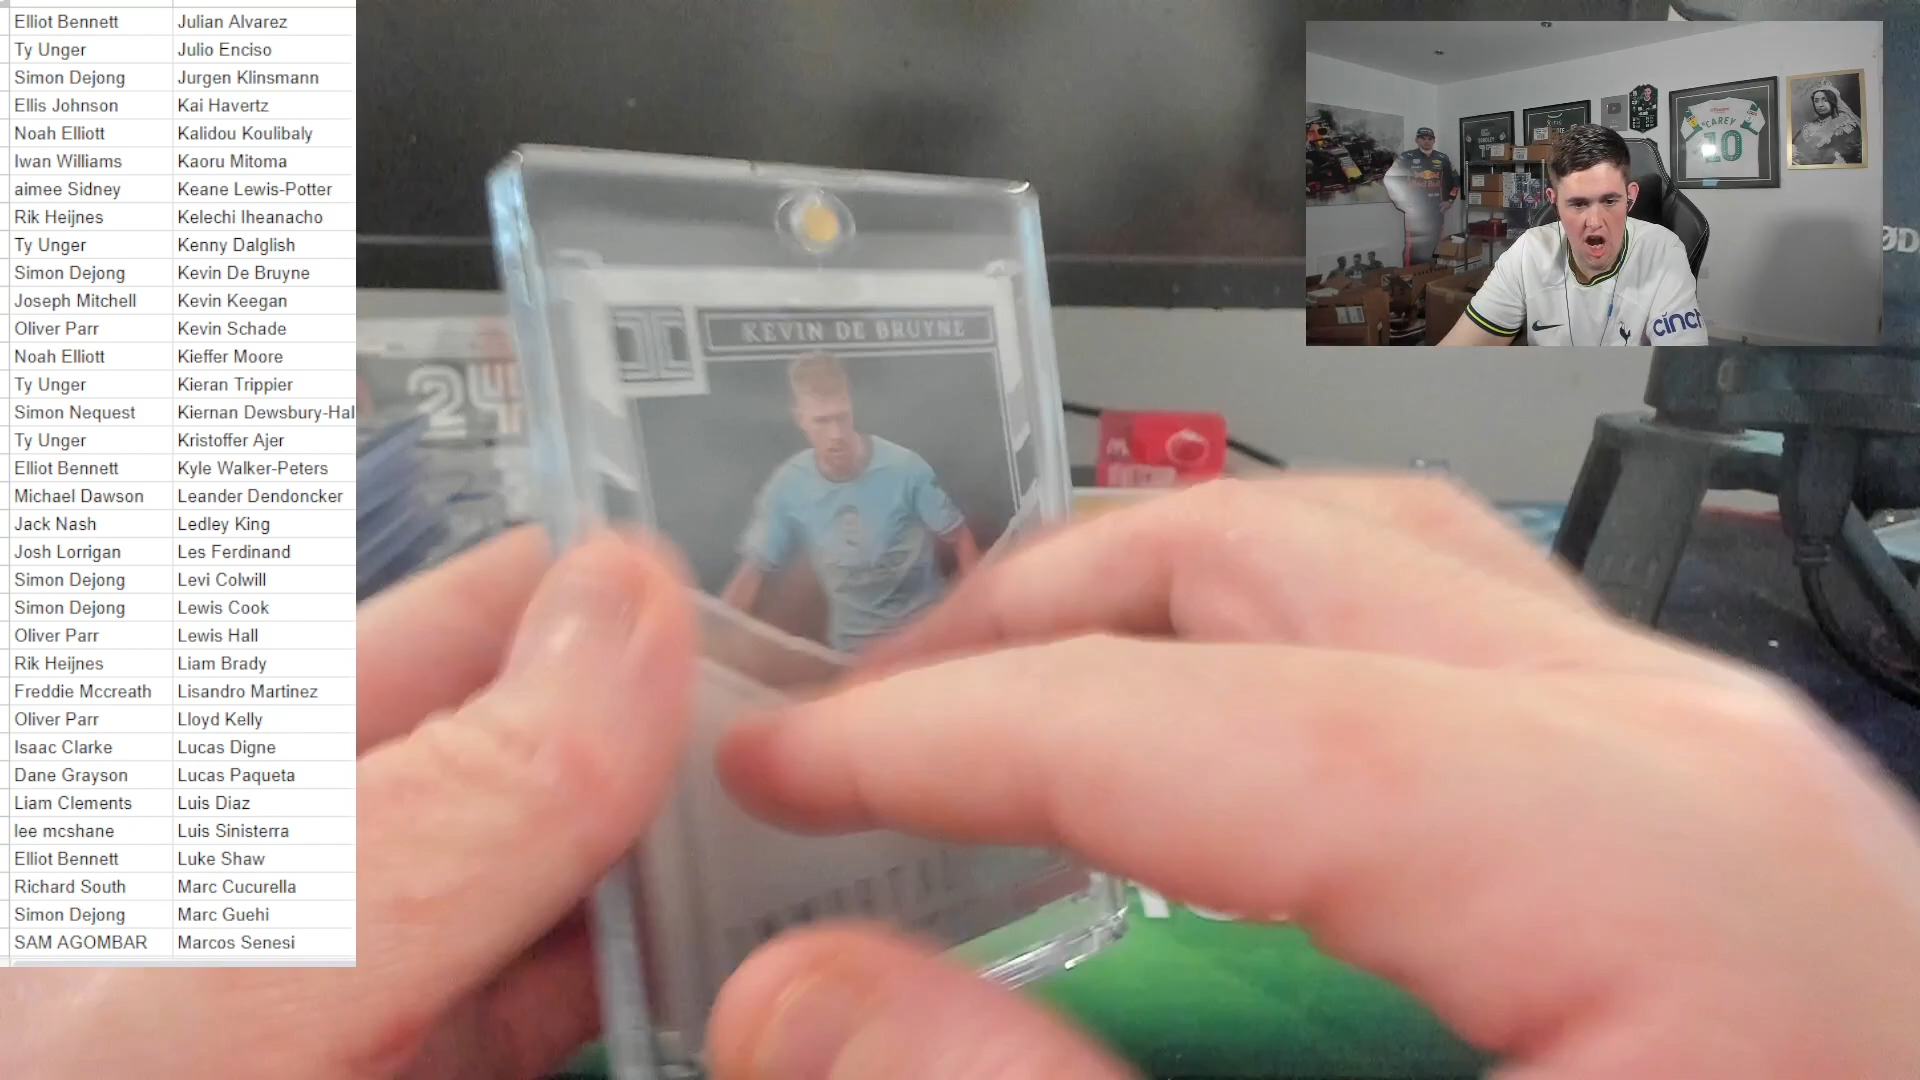 Elliot Bennett Julian Alvarez
Ty Unger Julio Enciso
Simon Dejong Jurgen Klinsmann
Ellis Johnson Kai Havertz
Noah Elliott Kalidou Koulibaly
Iwan Williams Kaoru Mitoma
aimee Sidney Keane Lewis-Potter
Rik Heijnes Kelechi Iheanacho
Ty Unger Kenny Dalglish
Simon Dejong Kevin De Bruyne
Joseph Mitchell Kevin Keegan
Oliver Parr Kevin Schade
Noah Elliott Kieffer Moore
Ty Unger Kieran Trippier
Simon Nequest Kiernan Dewsbury-Hal
Ty Unger Kristoffer Ajer
Elliot Bennett Kyle Walker-Peters
Michael Dawson Leander Dendoncker
Jack Nash Ledley King
Josh Lorrigan Les Ferdinand
Simon Dejong Levi Colwill
Simon Dejong Lewis Cook
Oliver Parr Lewis Hall
Rik Heijnes Liam Brady
Freddie Mccreath Lisandro Martinez
Oliver Parr Lloyd Kelly
Isaac Clarke Lucas Digne
Dane Grayson Lucas Paqueta
Liam Clements Luis Diaz
lee mcshane Luis Sinisterra
Elliot Bennett Luke Shaw
Richard South Marc Cucurella
Simon Dejong Marc Guehi
SAM AGOMBAR Marcos Senesi
KEVIN DE BRUYNE
24
CAREY
10
cinch